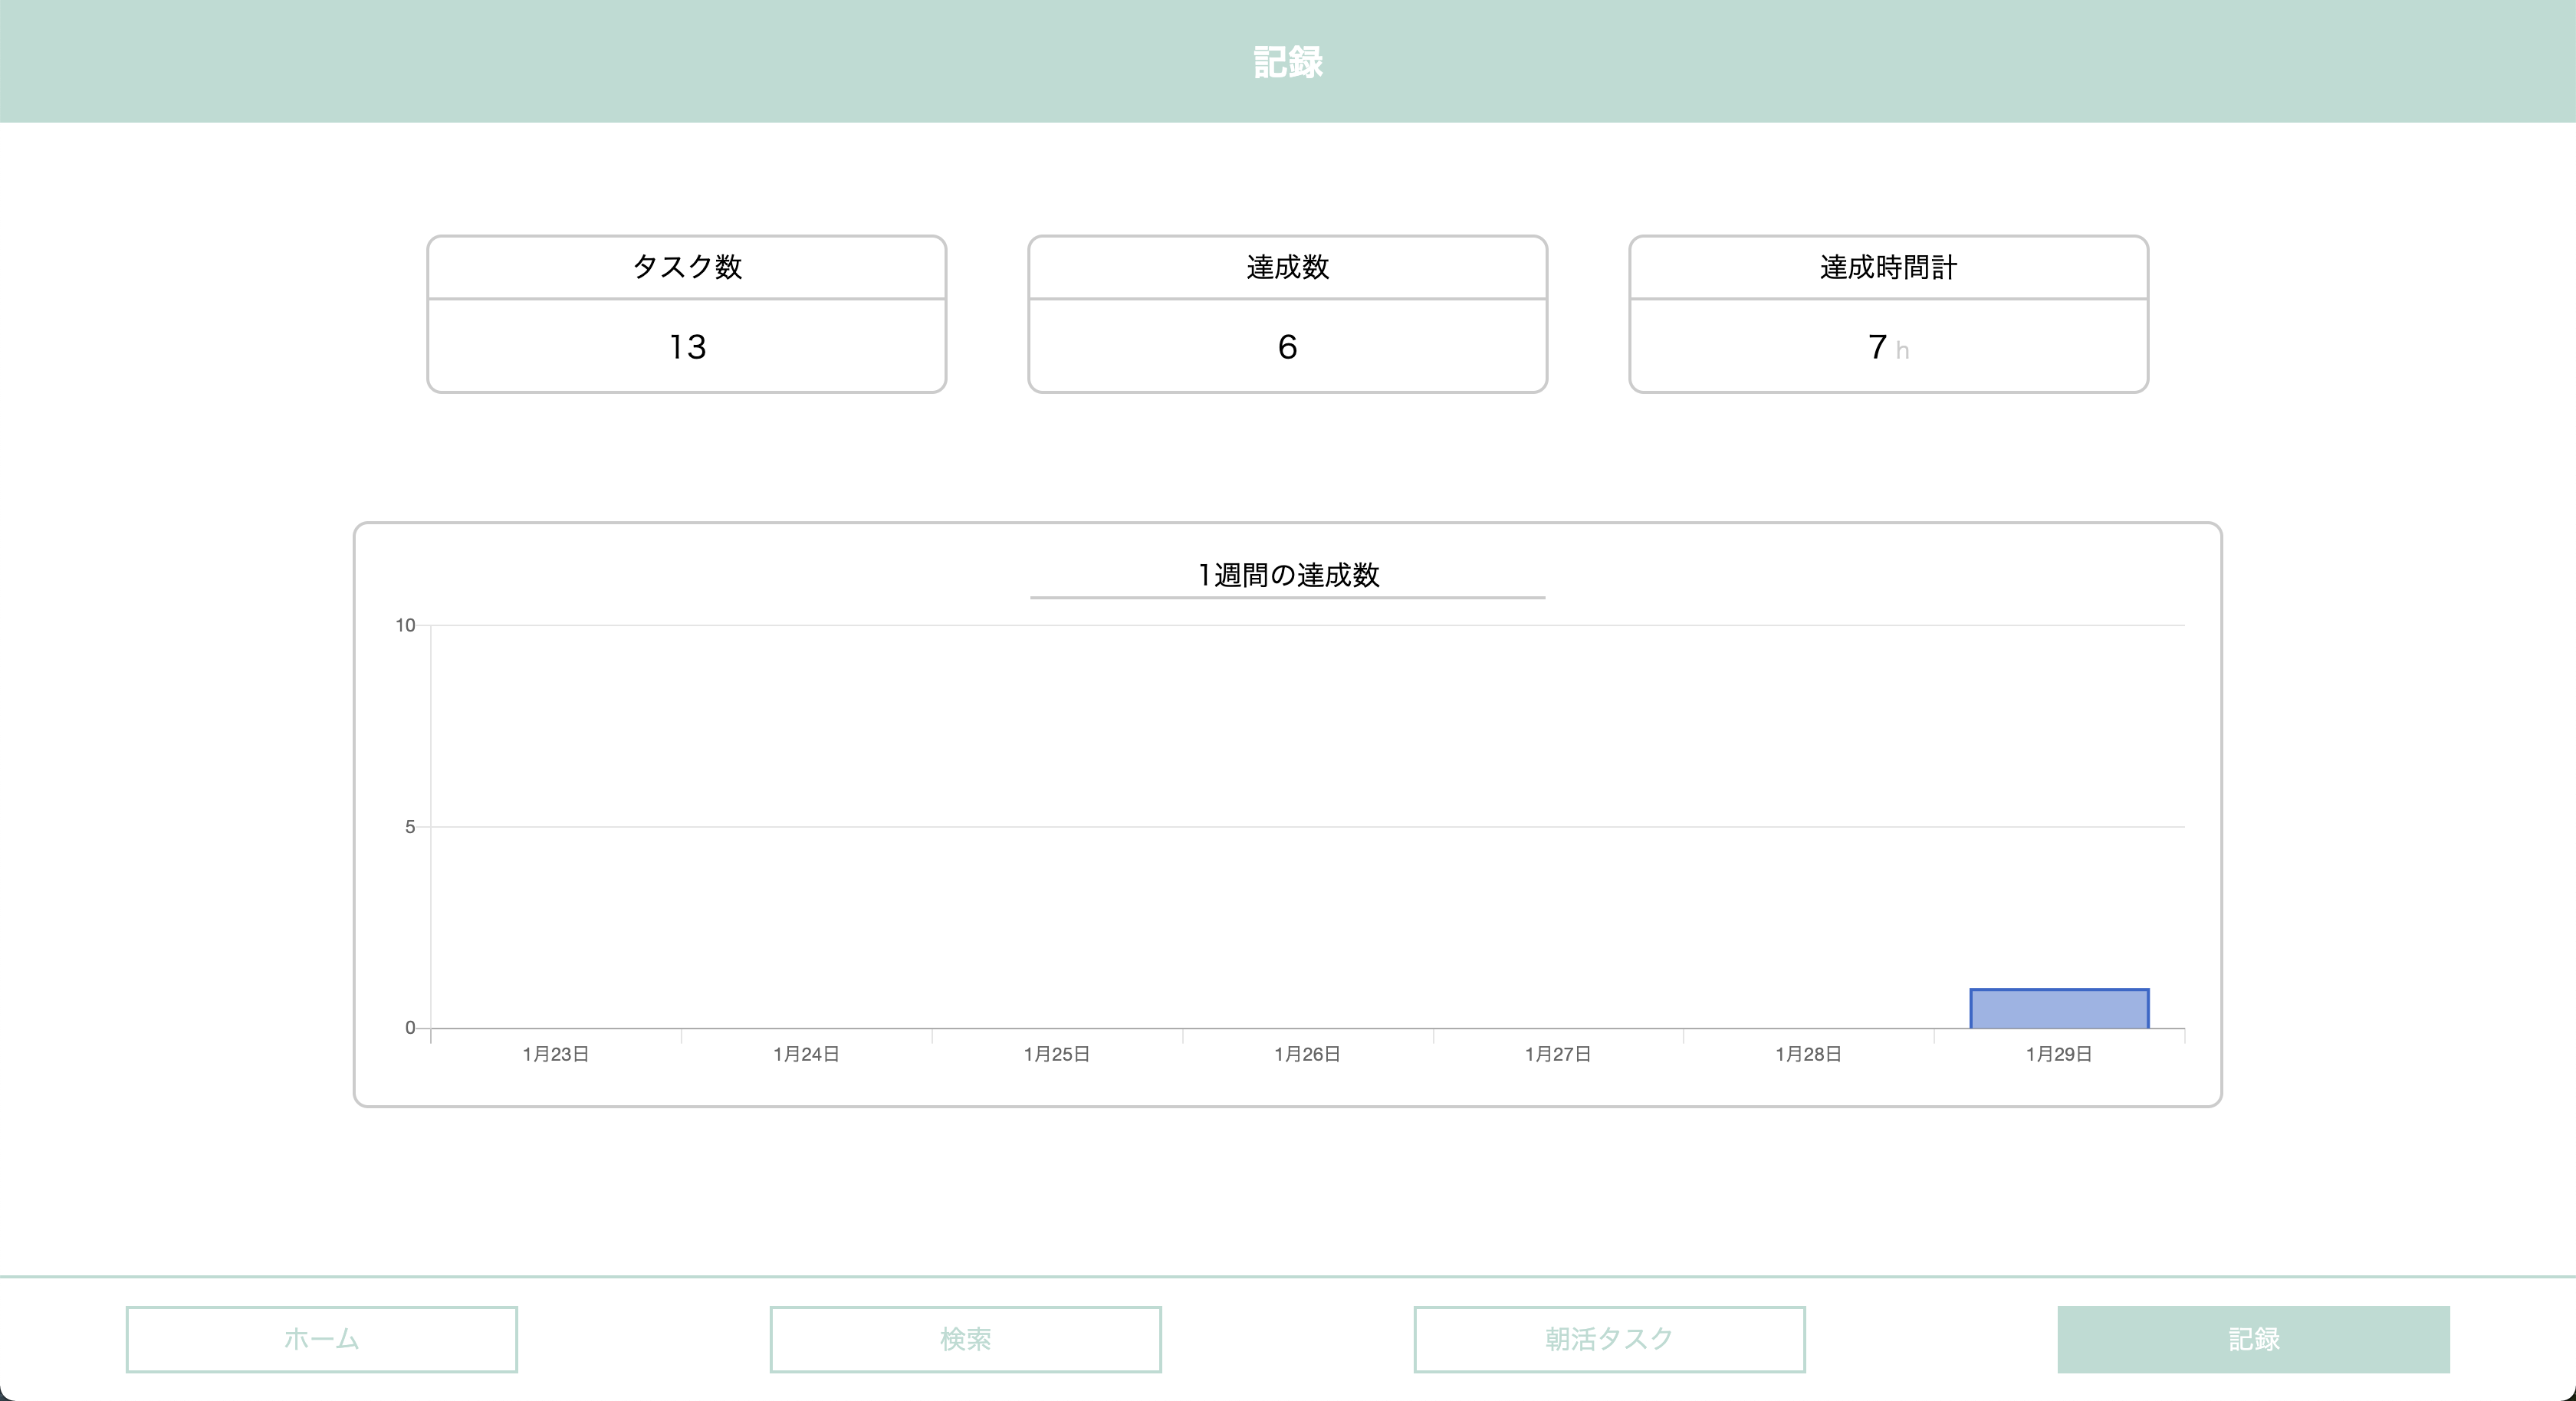 記録
タスク数
達成数
達成時間計
13
6
7 h
1週間の達成数
10
5
0
1月23日
1月24日
1月25日
1月26日
1月27日
1月28日
1月29日
ホーム
検索
朝活タスク
記録